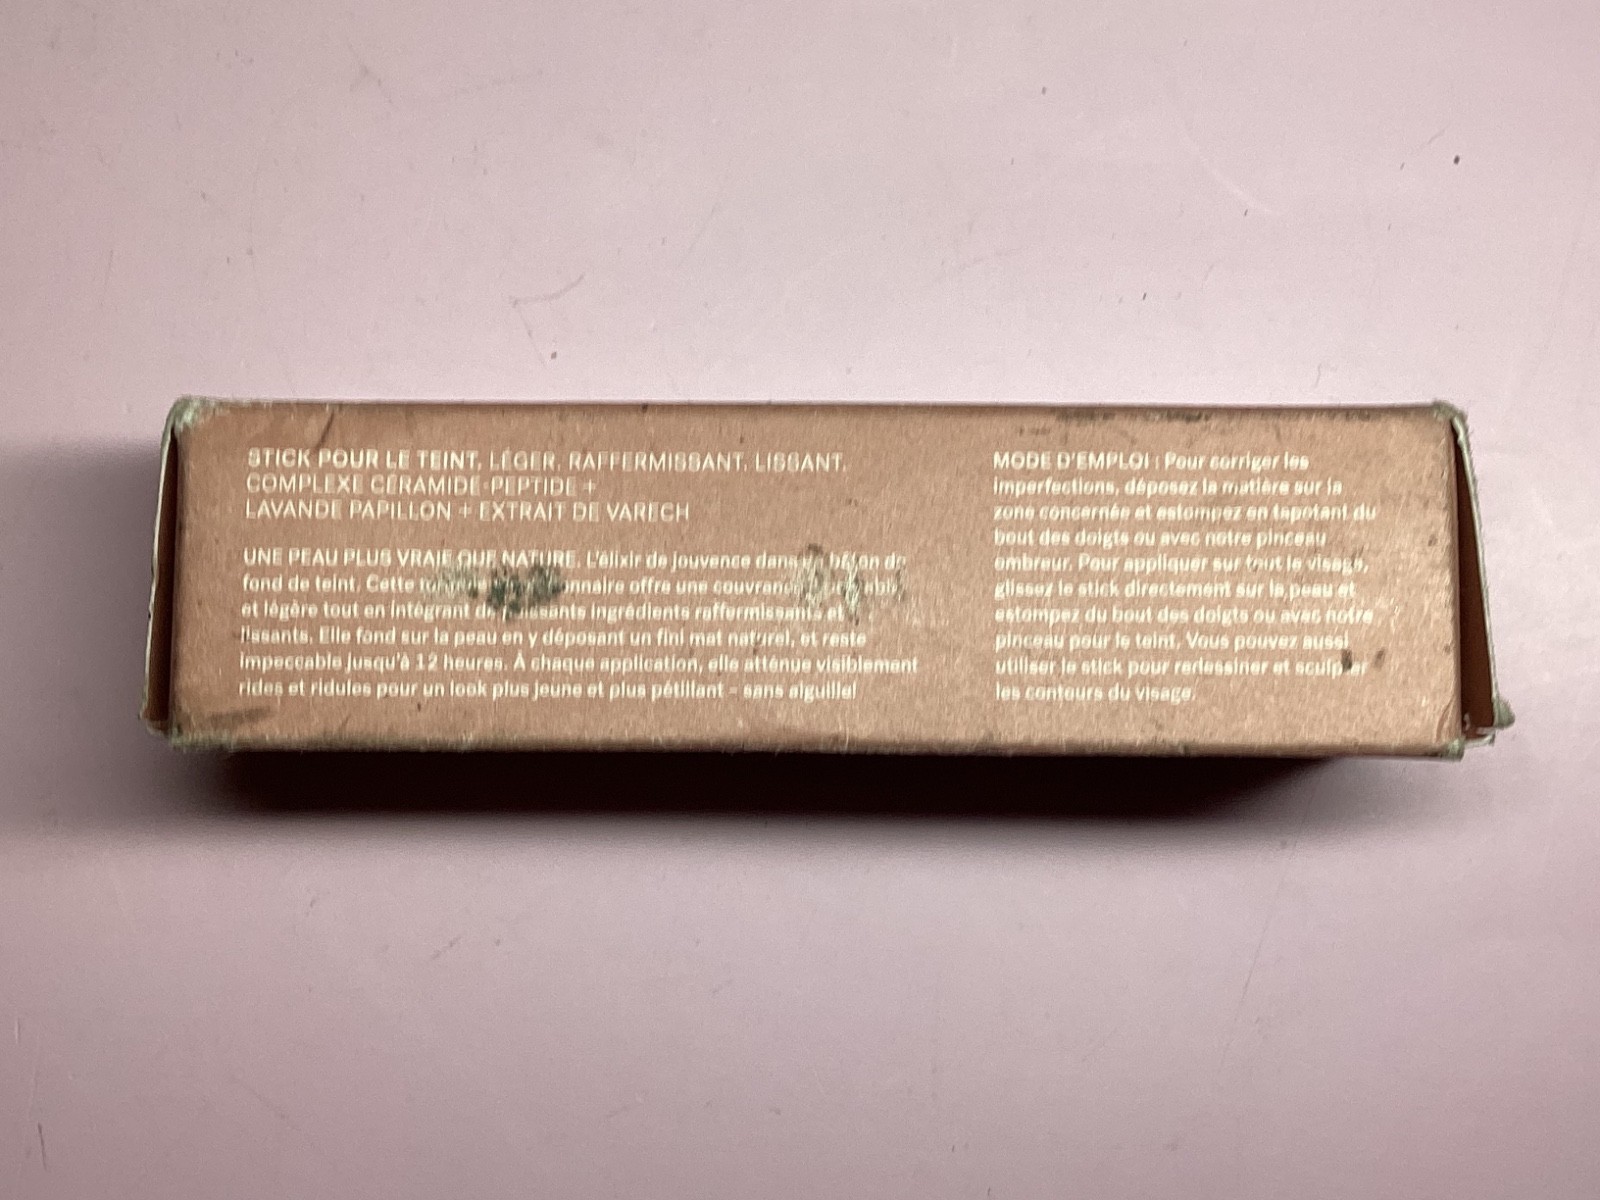 STICK POUR LE TEINT, LÉGER, RAFFERMISSANT, LISSANT,
COMPLEXE CÉRAMIDE-PEPTIDE +
LAVANDE PAPILLON + EXTRAIT DE VARECH
UNE PEAU PLUS VRAIE QUE NATURE. L'élixir de jouvence dans
fond de teint. Cette offre une
et légère tout en intégrant ingrédients raffermissants et
lissants. Elle fond sur la peau en y déposant un fini mat naturel, et reste
impeccable jusqu'à 12 heures. À chaque application, elle atténue visiblement
rides et ridules pour un look plus jeune et plus pétillant - sans aiguille!
MODE D'EMPLOI : Pour corriger les
imperfections, déposez la matière sur la
zone concernée et estompez en tapotant du
bout des doigts ou avec notre pinceau
ombreur. Pour appliquer sur tout le visage,
glissez le stick directement sur la peau et
estompez du bout des doigts ou avec notre
pinceau pour le teint. Vous pouvez aussi
utiliser le stick pour redessiner et sculpter
les contours du visage.